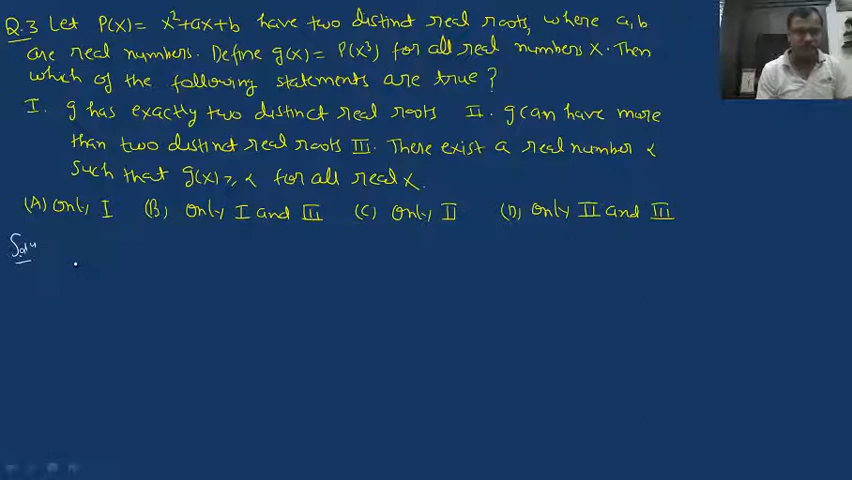 Q.3 Let P(x) = x²+ax+b have two distinct real roots, where a,b
are real numbers. Define g(x) = P(x³) for all real numbers x. Then
which of the following statements are true?
I. g has exactly two distinct real roots II. g can have more
than two distinct real roots III. There exist a real number α
such that g(x) ⩾ α for all real x.
(A) only I (B) only I and III (C) only II (D) only II and III
Solⁿ